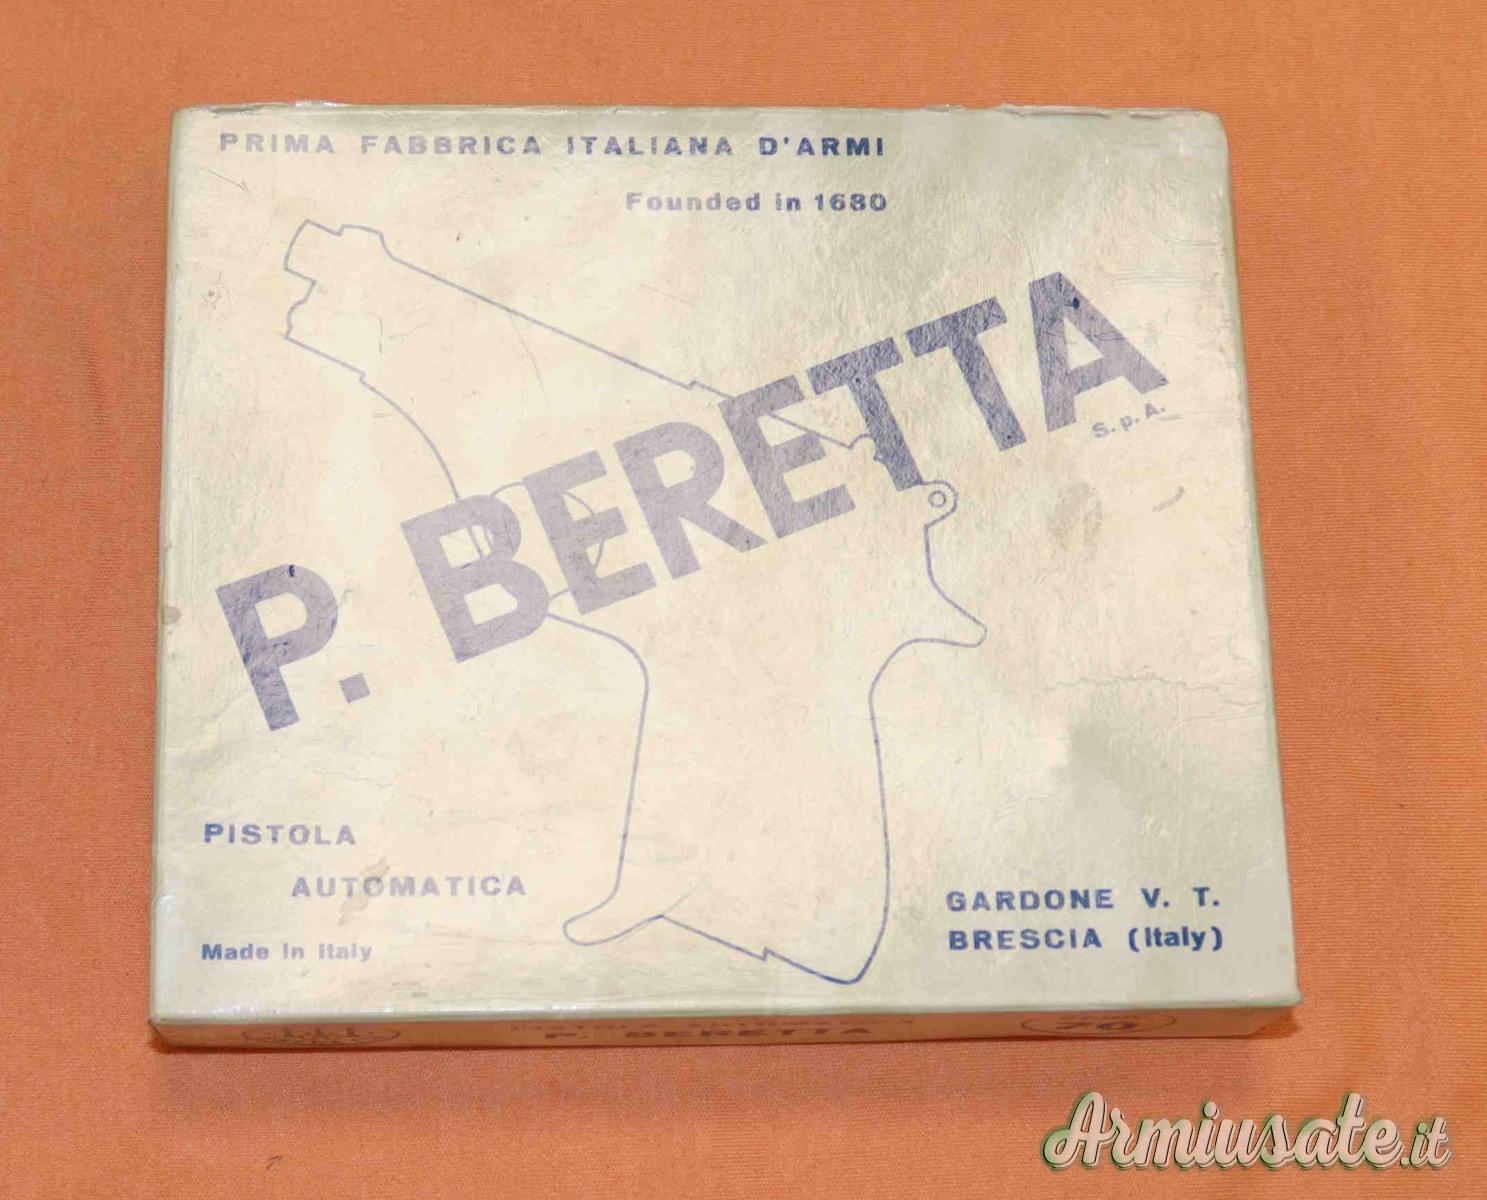 PRIMA FABBRICA ITALIANA D'ARMI
Founded in 1680
P. BERETTA
S.p.A.
PISTOLA
AUTOMATICA
Made in Italy
GARDONE V. T.
BRESCIA (Italy)
P. BERETTA
70
Armiusate.it